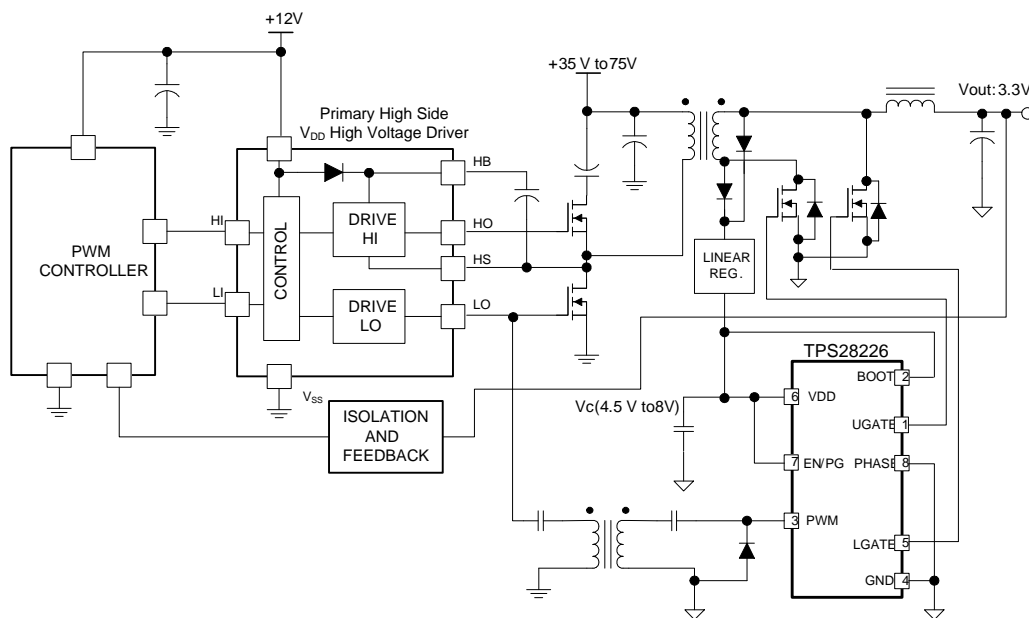 +12V
+35 V to 75V
Vout: 3.3V
Primary High Side
VDD High Voltage Driver
HB
HI
DRIVE
HI
HO
PWM
CONTROLLER
CONTROL
HS
LINEAR
REG.
LI
DRIVE
LO
LO
TPS28226
BOOT 2
VSS
Vc(4.5 V to8V)
6 VDD
ISOLATION
AND
FEEDBACK
UGATE 1
7 EN/PG
PHASE 8
3 PWM
LGATE 5
GND 4